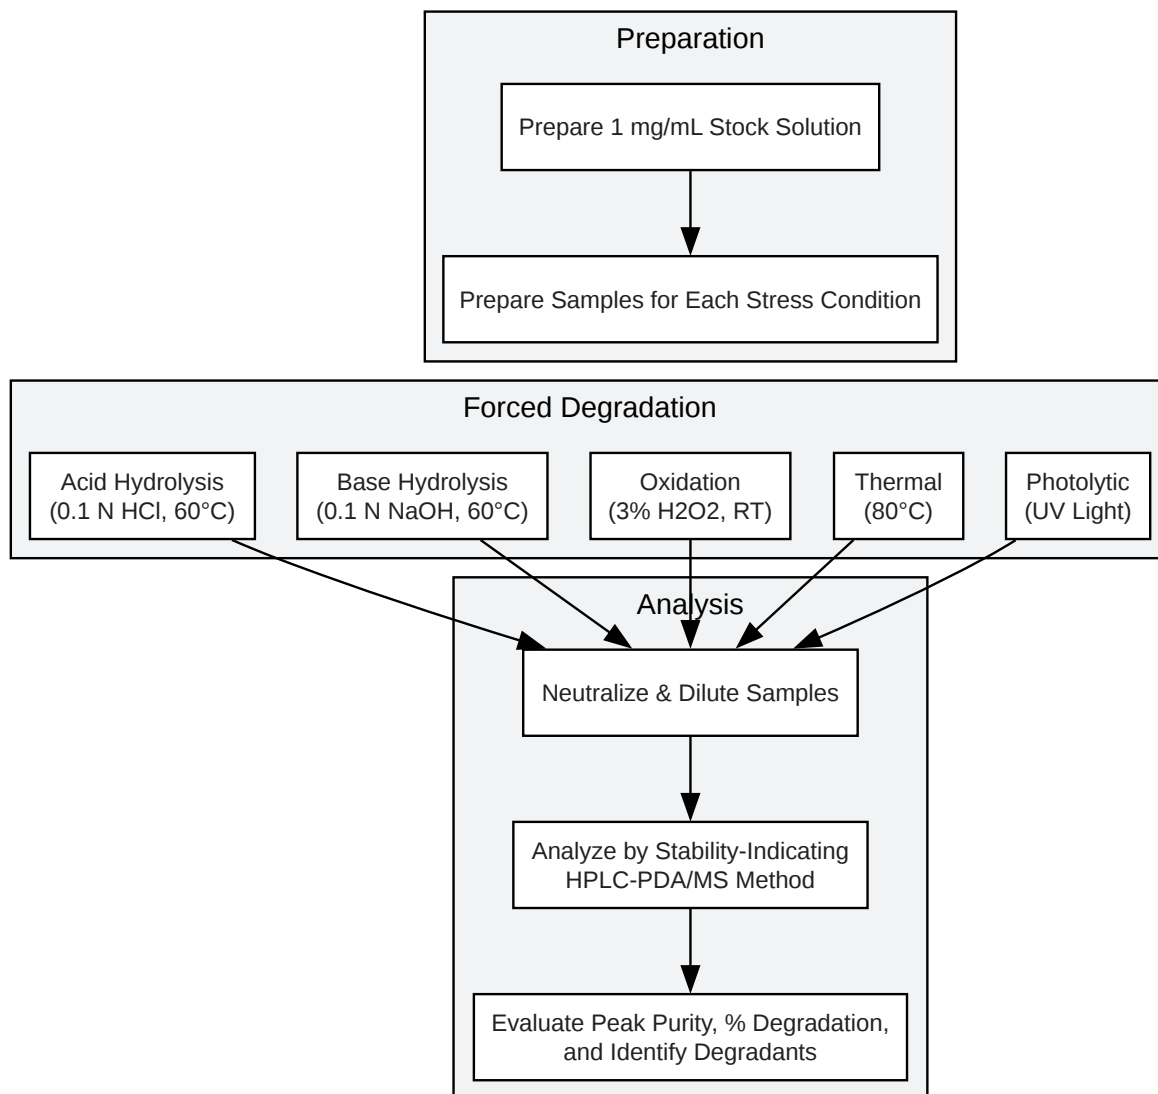 Preparation
Prepare 1 mg/mL Stock Solution
Prepare Samples for Each Stress Condition
Forced Degradation
Acid Hydrolysis
(0.1 N HCl, 60°C)
Base Hydrolysis
(0.1 N NaOH, 60°C)
Oxidation
(3% H2O2, RT)
Thermal
(80°C)
Photolytic
(UV Light)
Analysis
Neutralize & Dilute Samples
Analyze by Stability-Indicating
HPLC-PDA/MS Method
Evaluate Peak Purity, % Degradation,
and Identify Degradants